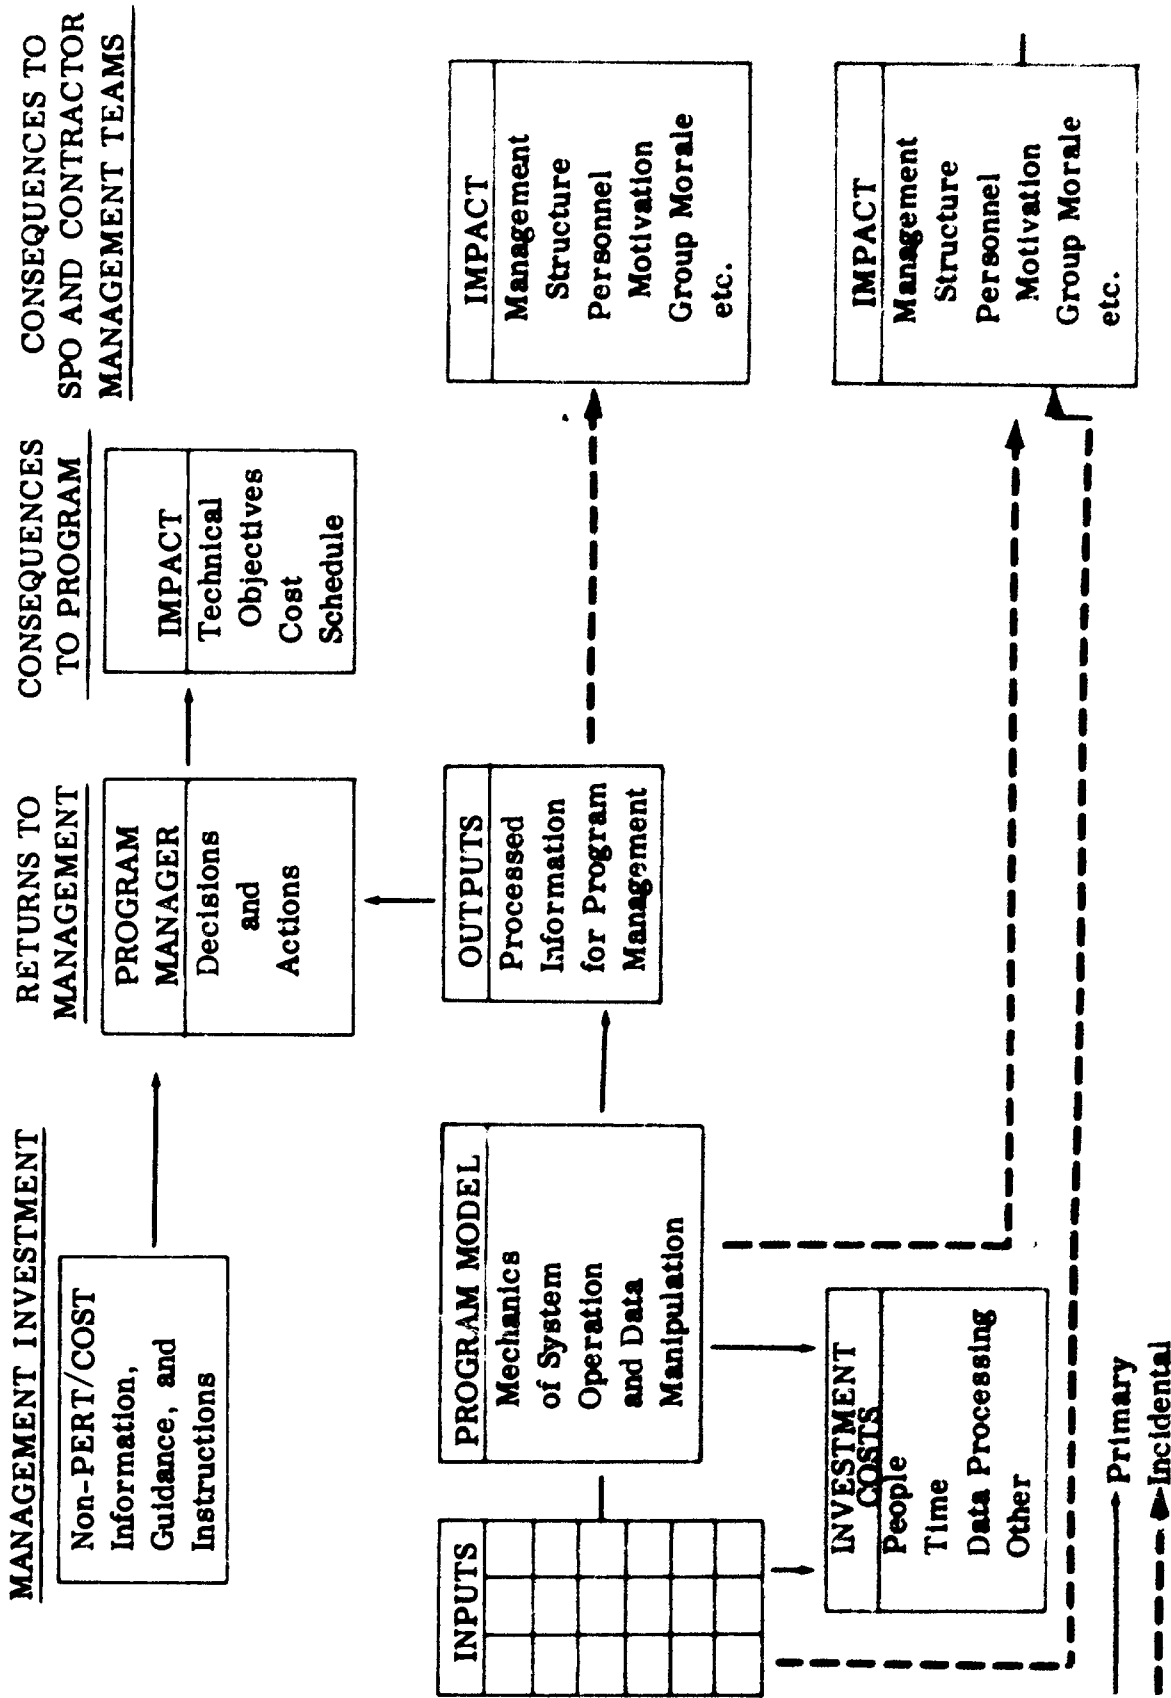 MANAGEMENT INVESTMENT
RETURNS TO
MANAGEMENT
CONSEQUENCES
TO PROGRAM
CONSEQUENCES TO
SPO AND CONTRACTOR
MANAGEMENT TEAMS
Non-PERT/COST
Information,
Guidance, and
Instructions
PROGRAM
MANAGER
Decisions
and
Actions
IMPACT
Technical
Objectives
Cost
Schedule
INPUTS
PROGRAM MODEL
Mechanics
of System
Operation
and Data
Manipulation
OUTPUTS
Processed
Information
for Program
Management
IMPACT
Management
Structure
Personnel
Motivation
Group Morale
etc.
INVESTMENT
COSTS
People
Time
Data Processing
Other
IMPACT
Management
Structure
Personnel
Motivation
Group Morale
etc.
Primary
Incidental